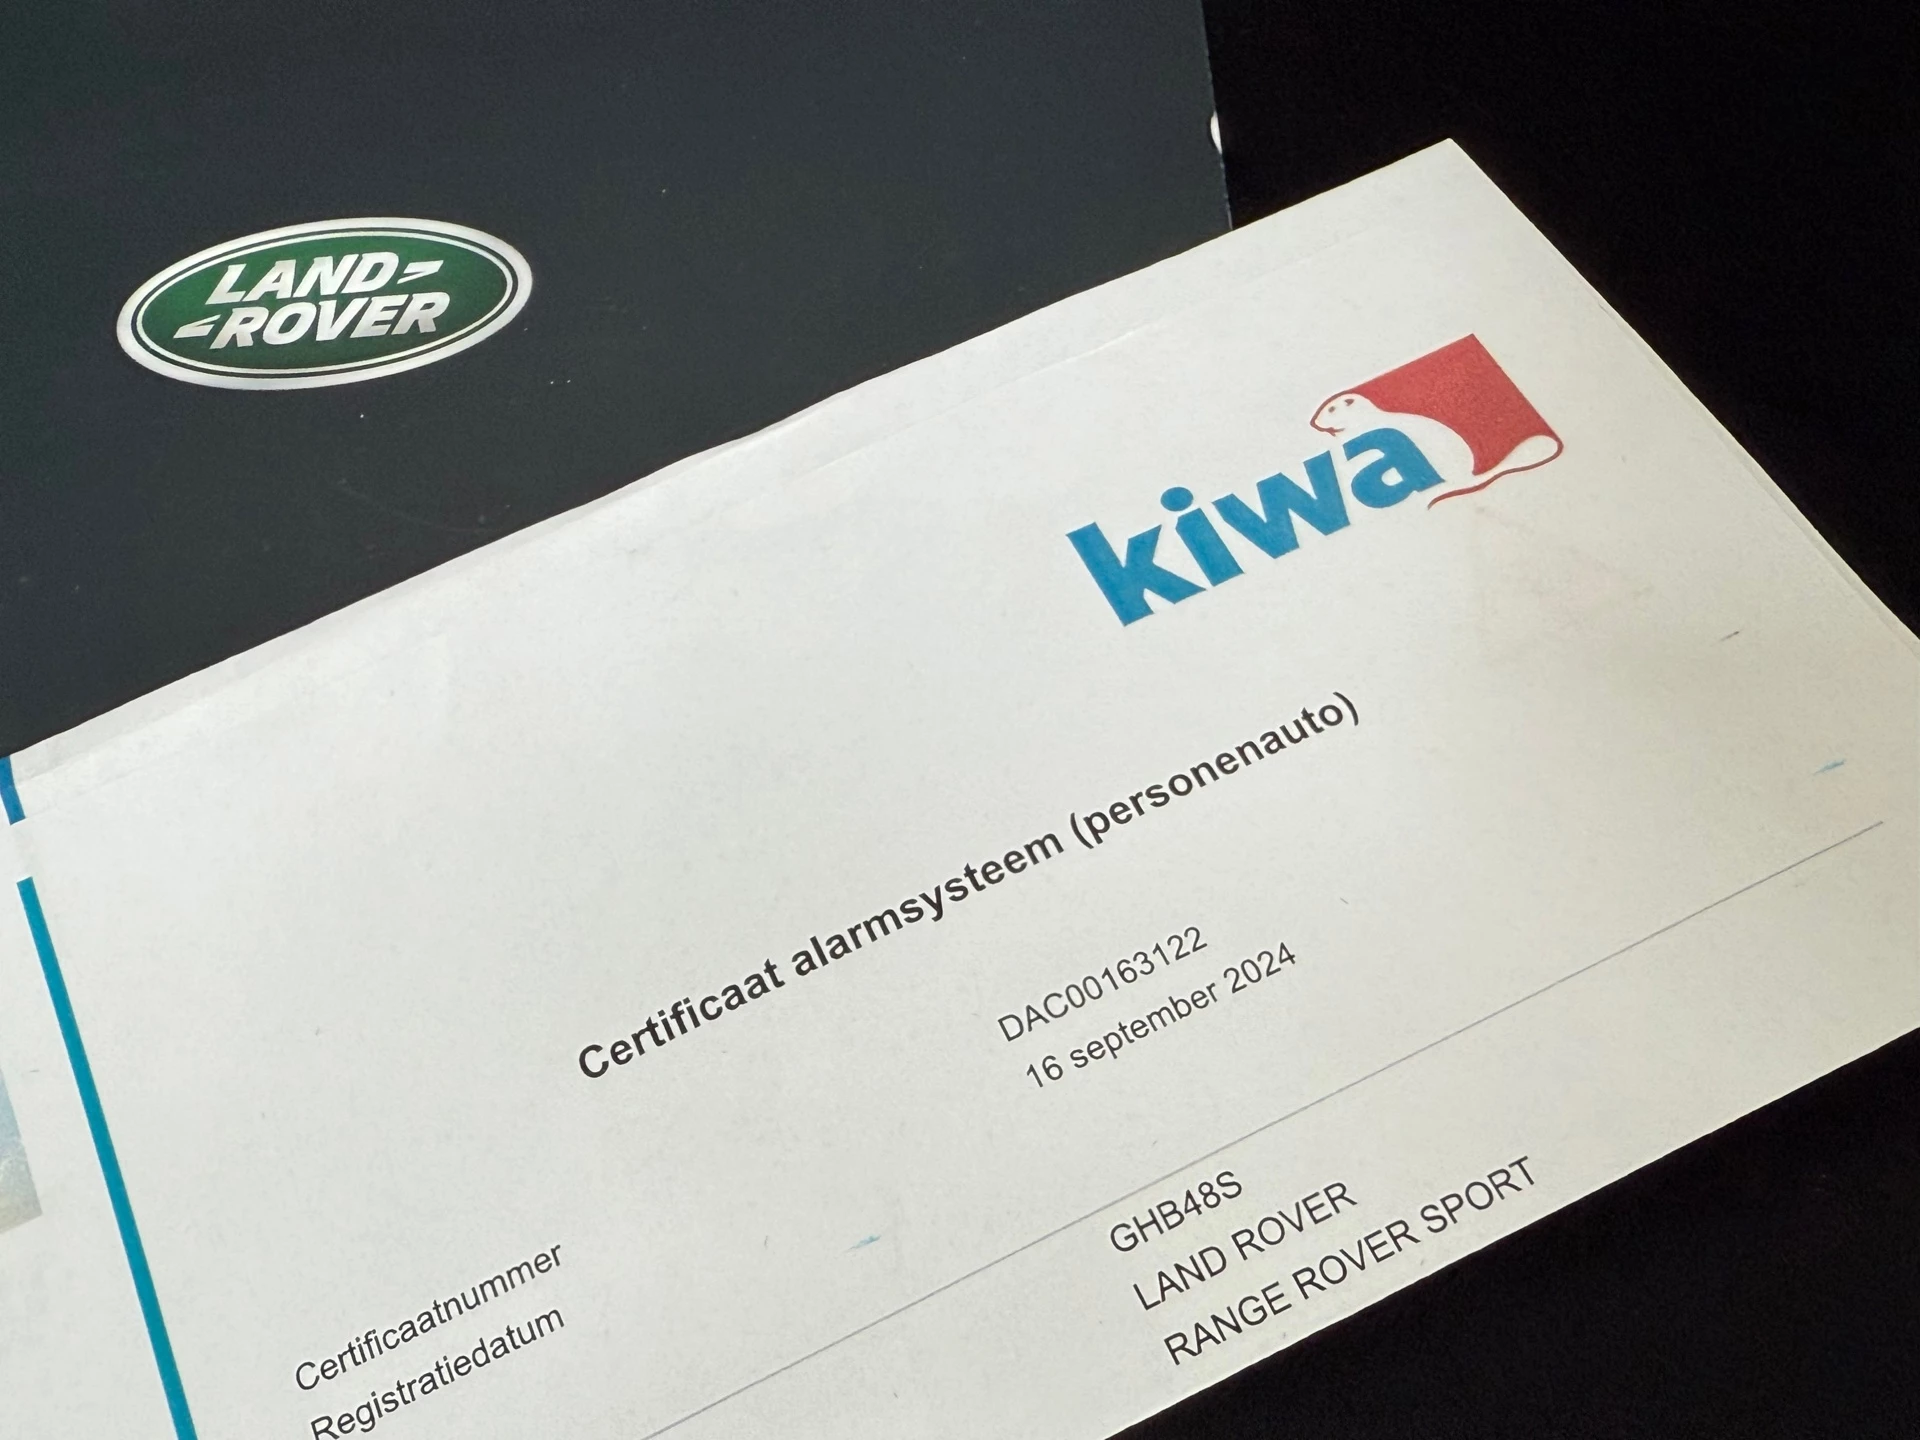 LAND
ROVER
kiwa
Certificaat alarmsysteem (personenauto)
Certificaatnummer DAC00163122
Registratiedatum 16 september 2024
GHB48S
LAND ROVER
RANGE ROVER SPORT